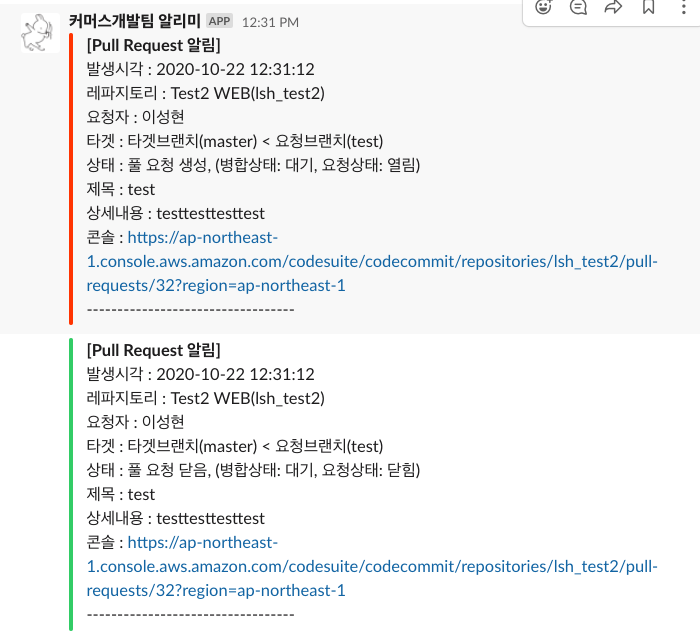 커머스개발팀 알리미 APP 12:31 PM
[Pull Request 알림]
발생시각 : 2020-10-22 12:31:12
레파지토리 : Test2 WEB(lsh_test2)
요청자 : 이성현
타겟 : 타겟브랜치(master) < 요청브랜치(test)
상태 : 풀 요청 생성, (병합상태: 대기, 요청상태: 열림)
제목 : test
상세내용 : testtesttesttest
콘솔 : https://ap-northeast-
1.console.aws.amazon.com/codesuite/codecommit/repositories/lsh_test2/pull-
requests/32?region=ap-northeast-1
----------------------------------
[Pull Request 알림]
발생시각 : 2020-10-22 12:31:12
레파지토리 : Test2 WEB(lsh_test2)
요청자 : 이성현
타겟 : 타겟브랜치(master) < 요청브랜치(test)
상태 : 풀 요청 닫음, (병합상태: 대기, 요청상태: 닫힘)
제목 : test
상세내용 : testtesttesttest
콘솔 : https://ap-northeast-
1.console.aws.amazon.com/codesuite/codecommit/repositories/lsh_test2/pull-
requests/32?region=ap-northeast-1
----------------------------------